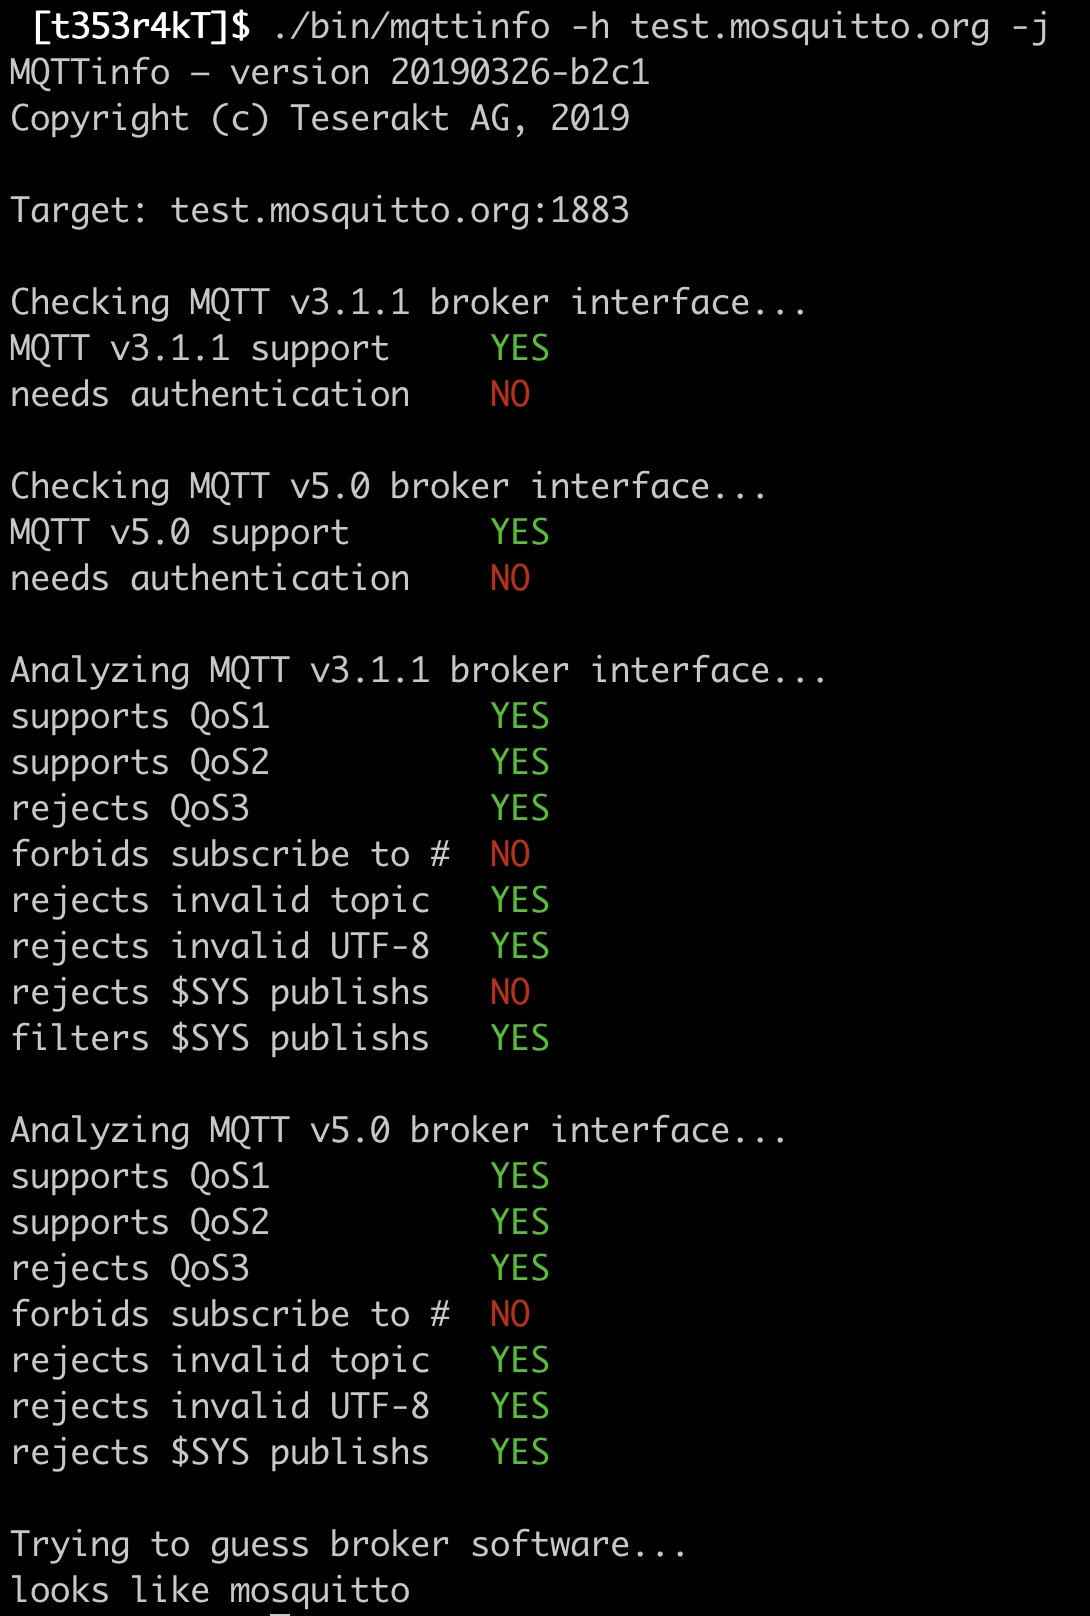 [t353r4kT]$ ./bin/mqttinfo -h test.mosquitto.org -j
MQTTinfo – version 20190326-b2c1
Copyright (c) Teserakt AG, 2019
Target: test.mosquitto.org:1883
Checking MQTT v3.1.1 broker interface...
MQTT v3.1.1 support YES
needs authentication NO
Checking MQTT v5.0 broker interface...
MQTT v5.0 support YES
needs authentication NO
Analyzing MQTT v3.1.1 broker interface...
supports QoS1 YES
supports QoS2 YES
rejects QoS3 YES
forbids subscribe to # NO
rejects invalid topic YES
rejects invalid UTF-8 YES
rejects $SYS publishs NO
filters $SYS publishs YES
Analyzing MQTT v5.0 broker interface...
supports QoS1 YES
supports QoS2 YES
rejects QoS3 YES
forbids subscribe to # NO
rejects invalid topic YES
rejects invalid UTF-8 YES
rejects $SYS publishs YES
Trying to guess broker software...
looks like mosquitto